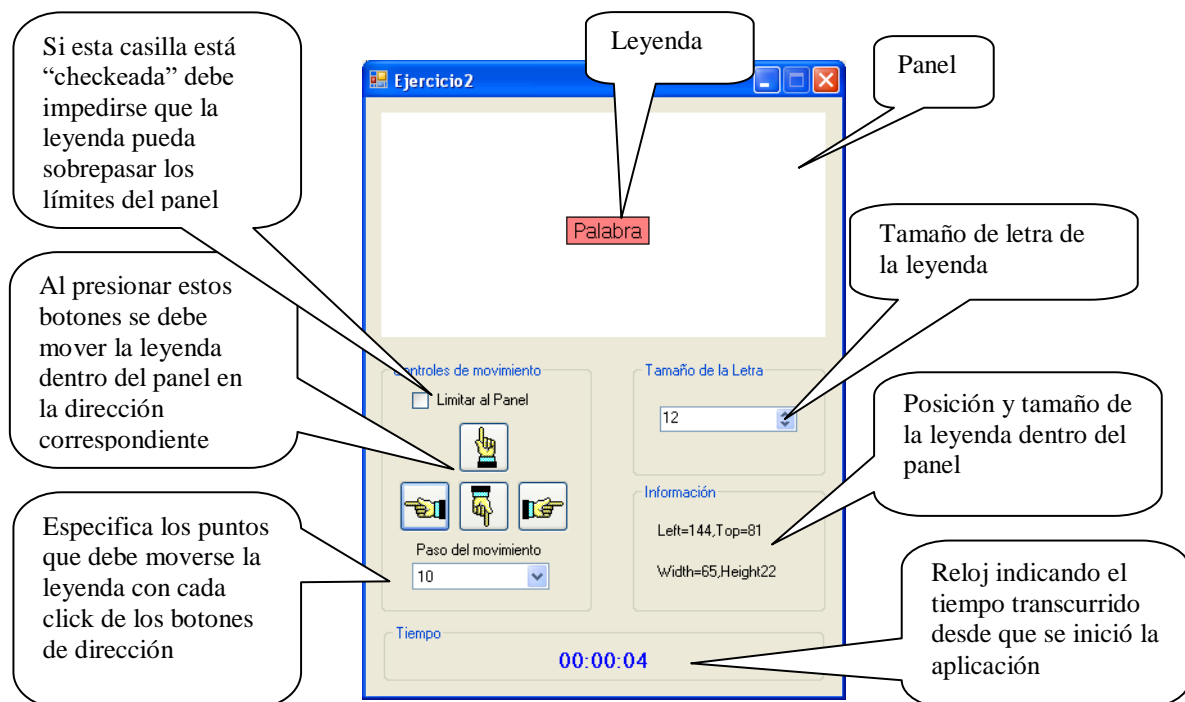 Si esta casilla está
“checkeada” debe
impedirse que la
leyenda pueda
sobrepasar los
límites del panel
Leyenda
Panel
Ejercicio2
Palabra
Al presionar estos
botones se debe
mover la leyenda
dentro del panel en
la dirección
correspondiente
Tamaño de letra de
la leyenda
ontroles de movimiento
Limitar al Panel
Tamaño de la Letra
12
Especifica los puntos
que debe moverse la
leyenda con cada
click de los botones
de dirección
Paso del movimiento
10
Información
Left=144,Top=81
Width=65,Height22
Posición y tamaño de
la leyenda dentro del
panel
Tiempo
00:00:04
Reloj indicando el
tiempo transcurrido
desde que se inició la
aplicación